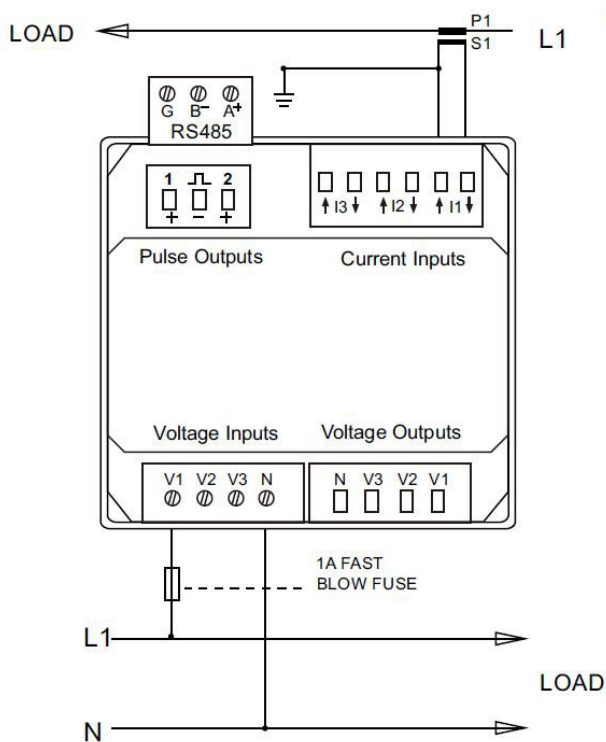 LOAD
P1
S1
L1
G B- A+
RS485
1 2
+ - +
I3 I2 I1
Pulse Outputs
Current Inputs
Voltage Inputs
Voltage Outputs
V1 V2 V3 N
N V3 V2 V1
1A FAST
BLOW FUSE
L1
LOAD
N